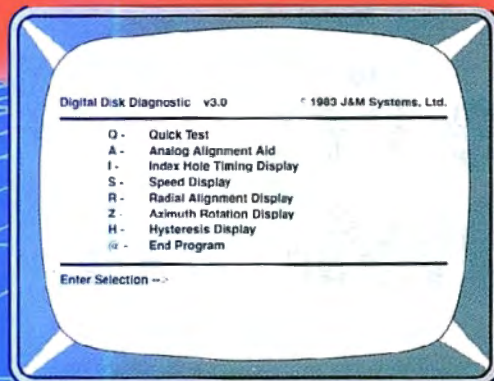 Digital Disk Diagnostic v3.0 © 1983 J&M Systems, Ltd.
Q - Quick Test
A - Analog Alignment Aid
I - Index Hole Timing Display
S - Speed Display
R - Radial Alignment Display
Z - Azimuth Rotation Display
H - Hysteresis Display
@ - End Program
Enter Selection -->